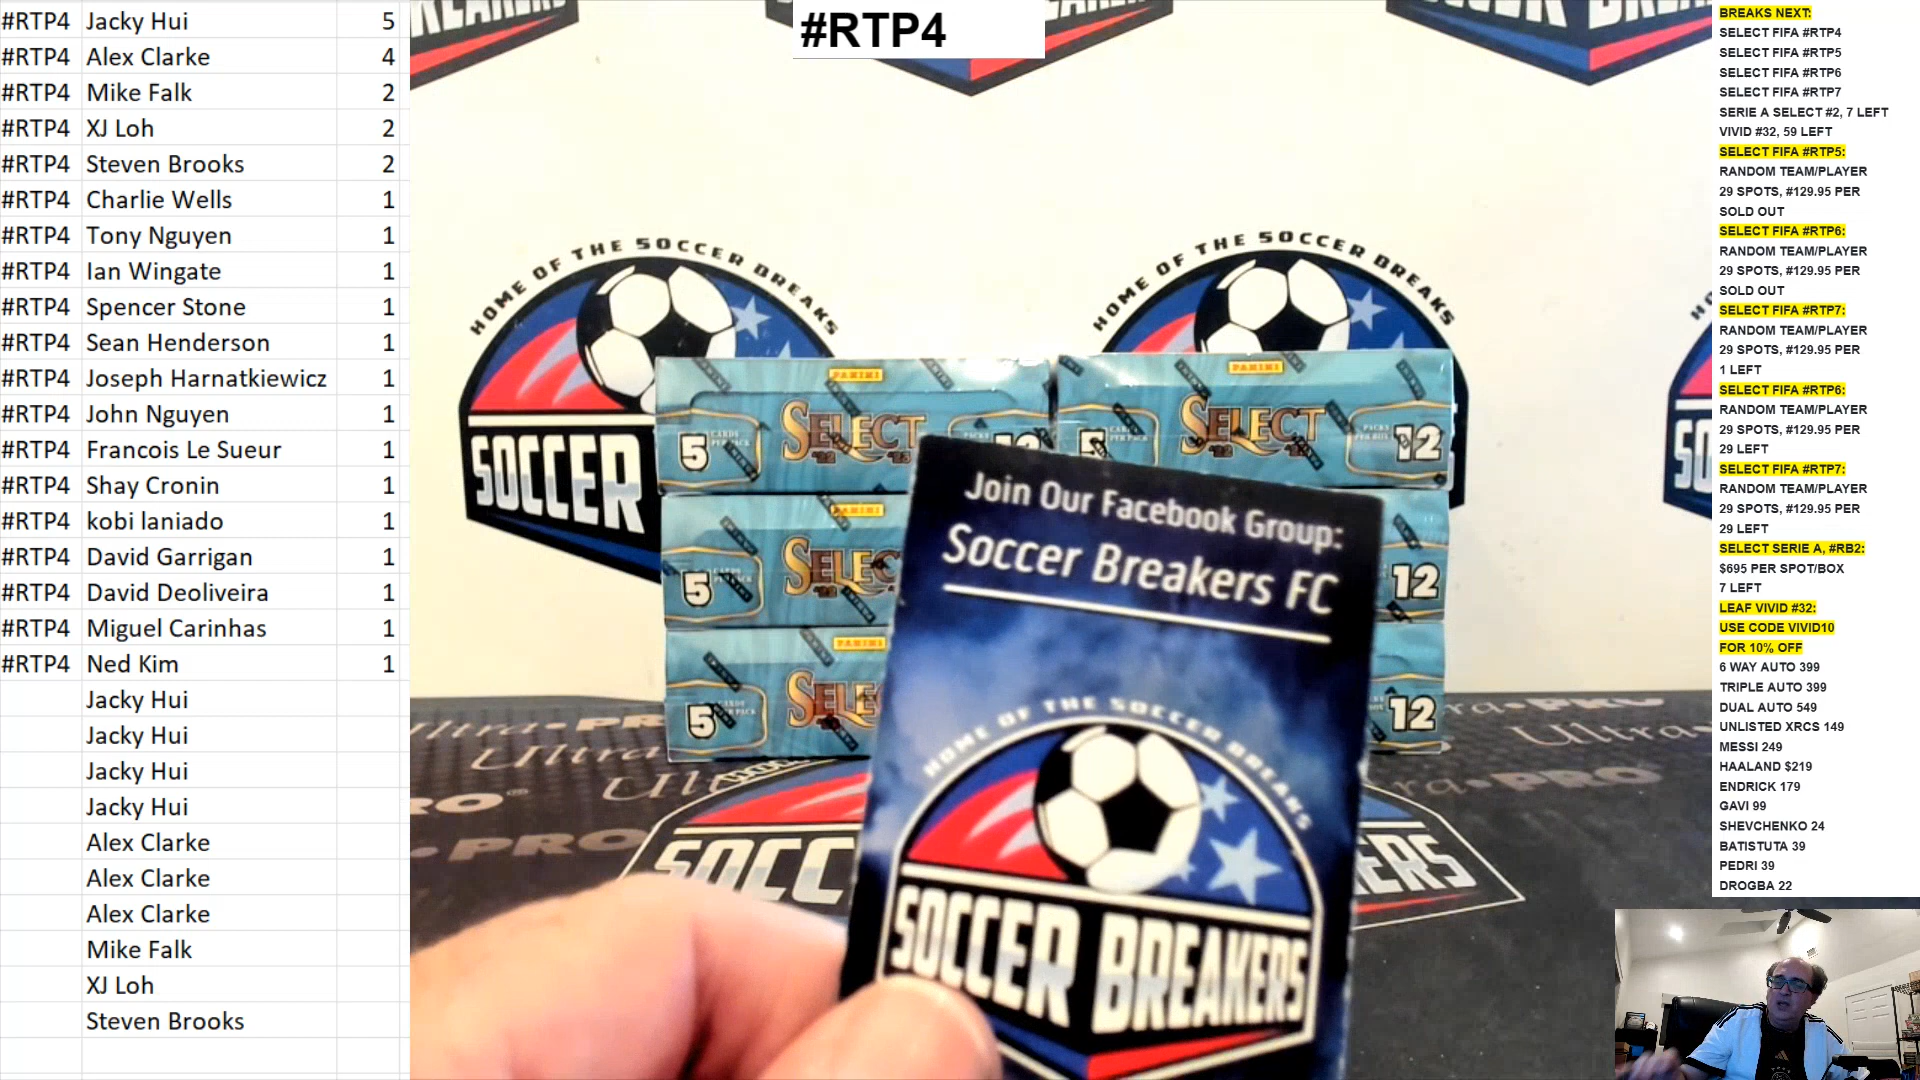 #RTP4 Jacky Hui 5
#RTP4 Alex Clarke 4
#RTP4 Mike Falk 2
#RTP4 XJ Loh 2
#RTP4 Steven Brooks 2
#RTP4 Charlie Wells 1
#RTP4 Tony Nguyen 1
#RTP4 Ian Wingate 1
#RTP4 Spencer Stone 1
#RTP4 Sean Henderson 1
#RTP4 Joseph Harnatkiewicz 1
#RTP4 John Nguyen 1
#RTP4 Francois Le Sueur 1
#RTP4 Shay Cronin 1
#RTP4 kobi laniado 1
#RTP4 David Garrigan 1
#RTP4 David Deoliveira 1
#RTP4 Miguel Carinhas 1
#RTP4 Ned Kim 1
Jacky Hui
Jacky Hui
Jacky Hui
Jacky Hui
Alex Clarke
Alex Clarke
Alex Clarke
Mike Falk
XJ Loh
Steven Brooks
#RTP4
HOME OF THE SOCCER BREAKS
SOCCER
HOME OF THE SOCCER BREAKS
PANINI
SELECT
5 CARDS PER PACK
PANINI
SELECT
5
12
PANINI
5
12
PANINI
5
12
Join Our Facebook Group:
Soccer Breakers FC
HOME OF THE SOCCER BREAKS
SOCCER BREAKERS
BREAKS NEXT:
SELECT FIFA #RTP4
SELECT FIFA #RTP5
SELECT FIFA #RTP6
SELECT FIFA #RTP7
SERIE A SELECT #2, 7 LEFT
VIVID #32, 59 LEFT
SELECT FIFA #RTP5:
RANDOM TEAM/PLAYER
29 SPOTS, #129.95 PER
SOLD OUT
SELECT FIFA #RTP6:
RANDOM TEAM/PLAYER
29 SPOTS, #129.95 PER
SOLD OUT
SELECT FIFA #RTP7:
RANDOM TEAM/PLAYER
29 SPOTS, #129.95 PER
1 LEFT
SELECT FIFA #RTP6:
RANDOM TEAM/PLAYER
29 SPOTS, #129.95 PER
29 LEFT
SELECT FIFA #RTP7:
RANDOM TEAM/PLAYER
29 SPOTS, #129.95 PER
29 LEFT
SELECT SERIE A, #RB2:
$695 PER SPOT/BOX
7 LEFT
LEAF VIVID #32:
USE CODE VIVID10
FOR 10% OFF
6 WAY AUTO 399
TRIPLE AUTO 399
DUAL AUTO 549
UNLISTED XRCS 149
MESSI 249
HAALAND $219
ENDRICK 179
GAVI 99
SHEVCHENKO 24
BATISTUTA 39
PEDRI 39
DROGBA 22